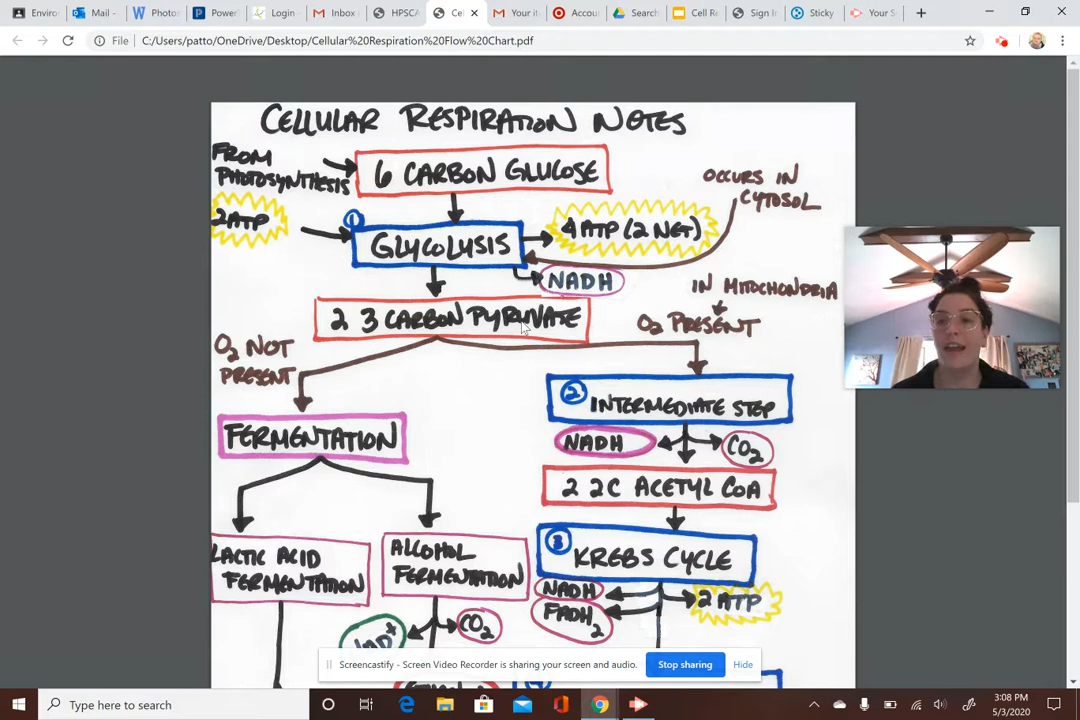 Enviro
Mail -
Photos
Power
Login
Inbox
HPSCA
Cel
Your it
Accou
Search
Cell Re
Sign In
Sticky
Your S
File
C:/Users/patto/OneDrive/Desktop/Cellular%20Respiration%20Flow%20Chart.pdf
CELLULAR RESPIRATION NOTES
FROM
PHOTOSYNTHESIS
6 CARBON GLUCOSE
OCCURS IN
CYTOSOL
2 ATP
1
GLYCOLYSIS
4 ATP (2 NET)
NADH
IN MITOCHONDRIA
2 3 CARBON PYRUVATE
O2 PRESENT
O2 NOT
PRESENT
2 INTERMEDIATE STEP
FERMENTATION
NADH
CO2
2 2C ACETYL COA
3 KREBS CYCLE
LACTIC ACID
FERMENTATION
ALCOHOL
FERMENTATION
NADH
FADH2
2 ATP
CO2
Screencastify - Screen Video Recorder is sharing your screen and audio.
Stop sharing
Hide
Type here to search
3:08 PM
5/3/2020